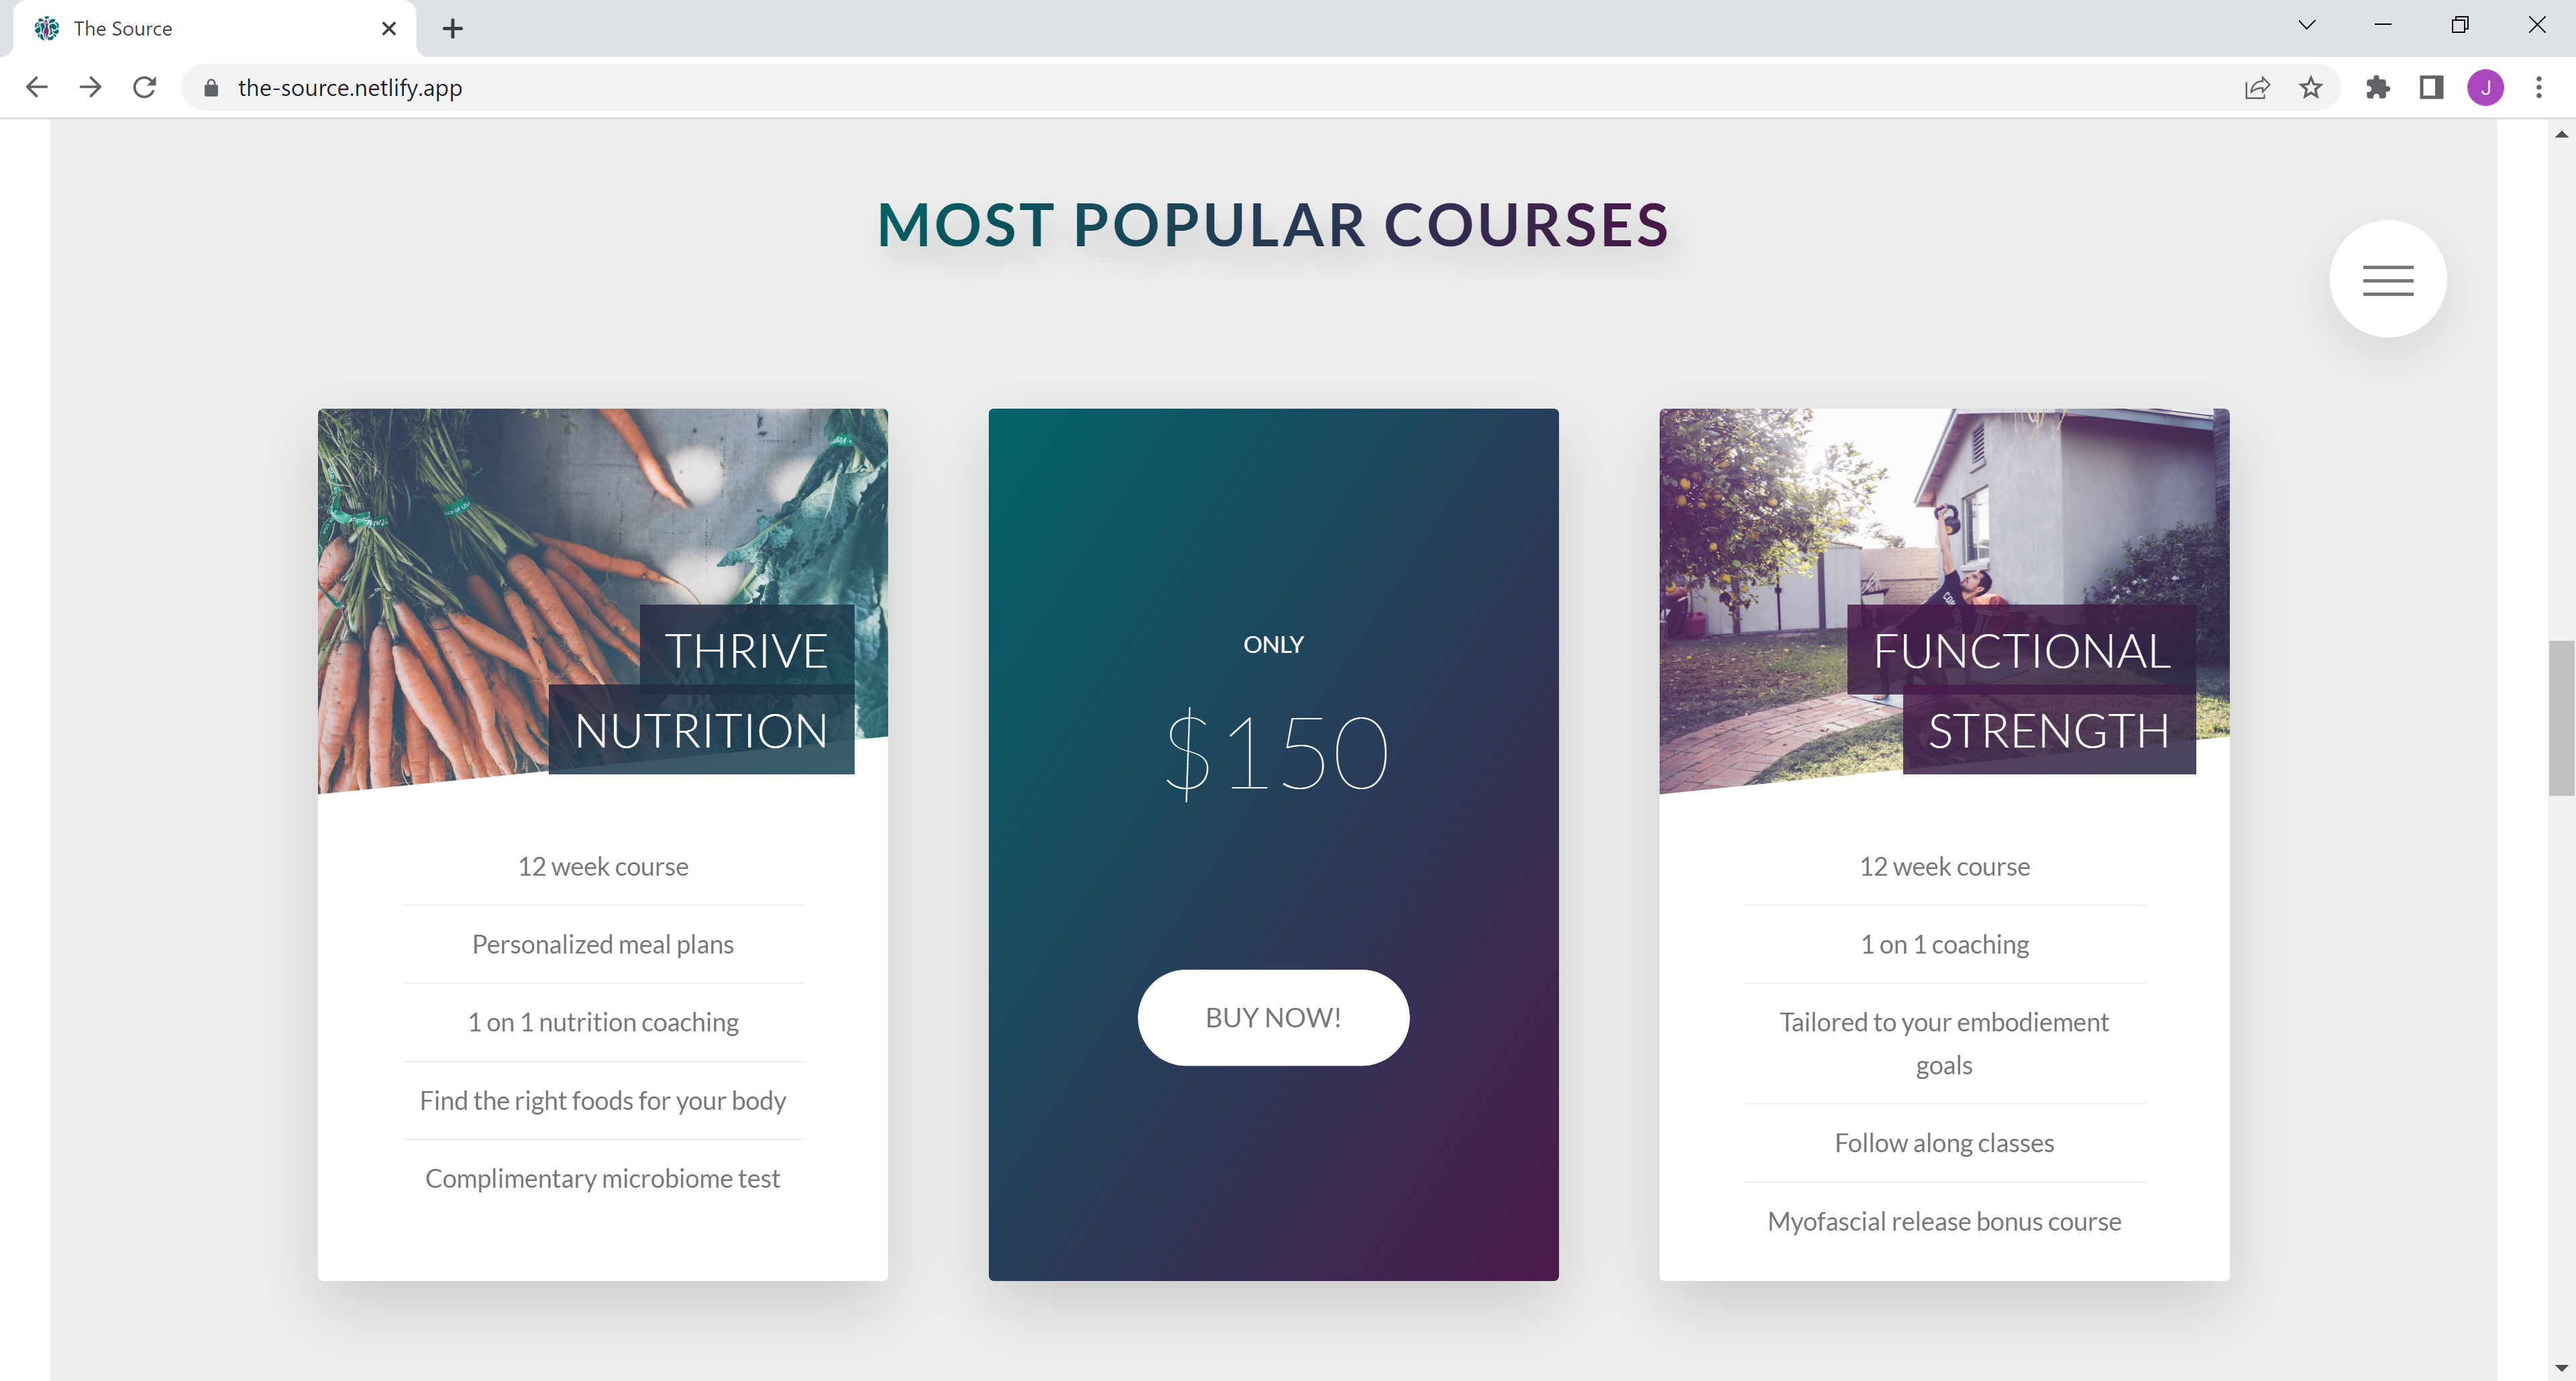 The Source
the-source.netlify.app
J
MOST POPULAR COURSES
THRIVE
NUTRITION
12 week course
Personalized meal plans
1 on 1 nutrition coaching
Find the right foods for your body
Complimentary microbiome test
ONLY
$150
BUY NOW!
FUNCTIONAL
STRENGTH
12 week course
1 on 1 coaching
Tailored to your embodiement
goals
Follow along classes
Myofascial release bonus course